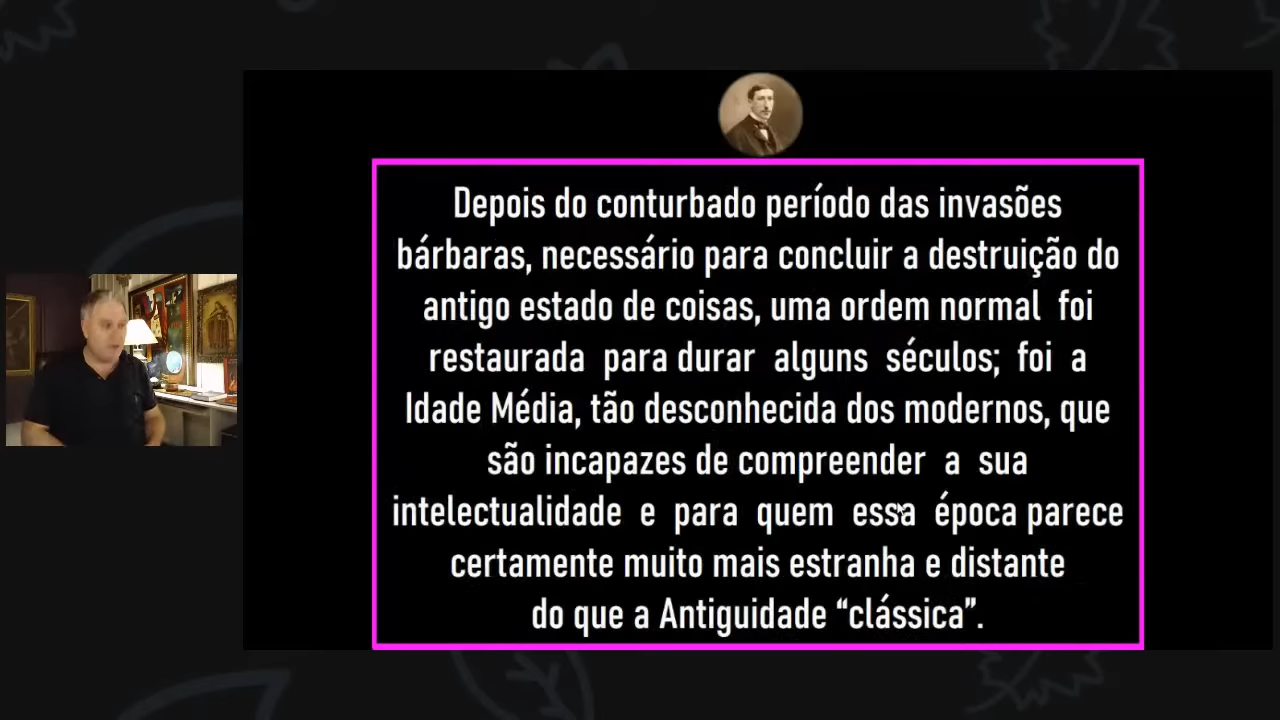 Depois do conturbado período das invasões
bárbaras, necessário para concluir a destruição do
antigo estado de coisas, uma ordem normal foi
restaurada para durar alguns séculos; foi a
Idade Média, tão desconhecida dos modernos, que
são incapazes de compreender a sua
intelectualidade e para quem essa época parece
certamente muito mais estranha e distante
do que a Antiguidade “clássica”.